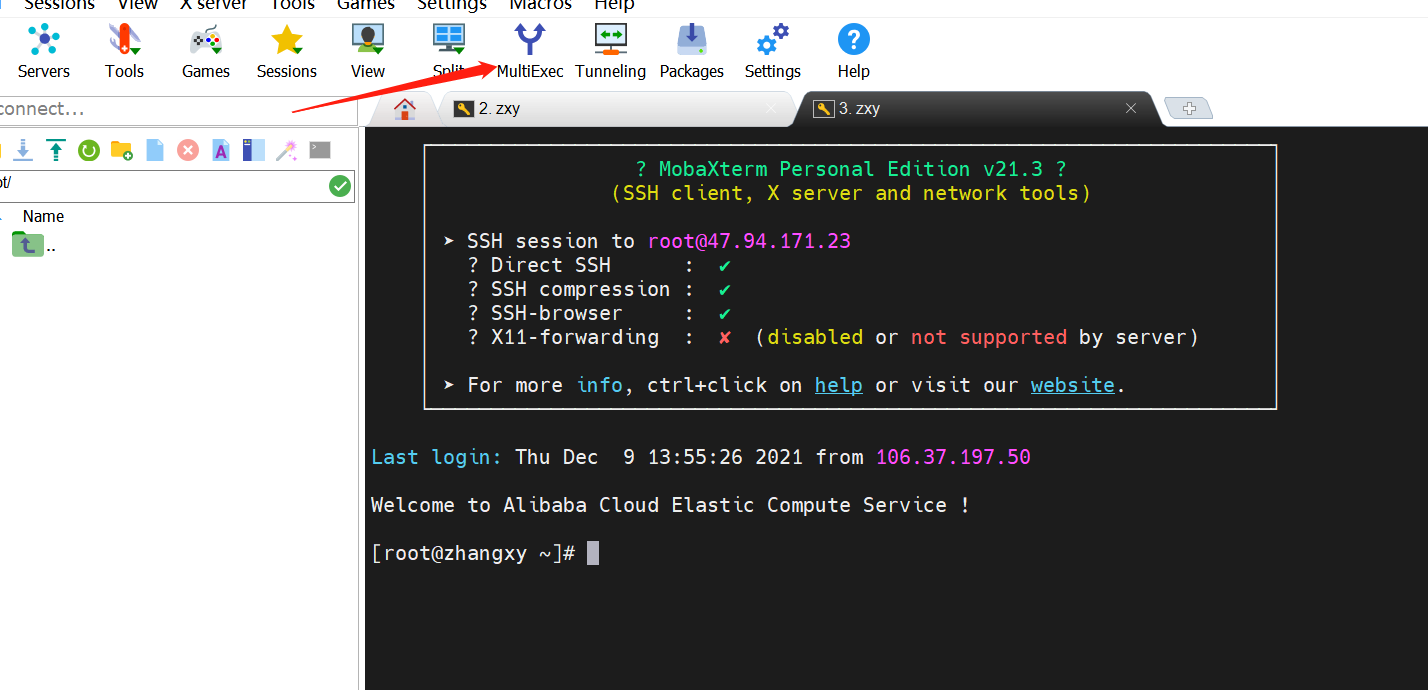 Sessions View X server Tools Games Settings Macros Help
Servers Tools Games Sessions View Split MultiExec Tunneling Packages Settings Help
connect...
2. zxy
3. zxy
Name
..
? MobaXterm Personal Edition v21.3 ?
(SSH client, X server and network tools)
➤ SSH session to root@47.94.171.23
? Direct SSH : ✔
? SSH compression : ✔
? SSH-browser : ✔
? X11-forwarding : ✘ (disabled or not supported by server)
➤ For more info, ctrl+click on help or visit our website.
Last login: Thu Dec 9 13:55:26 2021 from 106.37.197.50
Welcome to Alibaba Cloud Elastic Compute Service !
[root@zhangxy ~]#